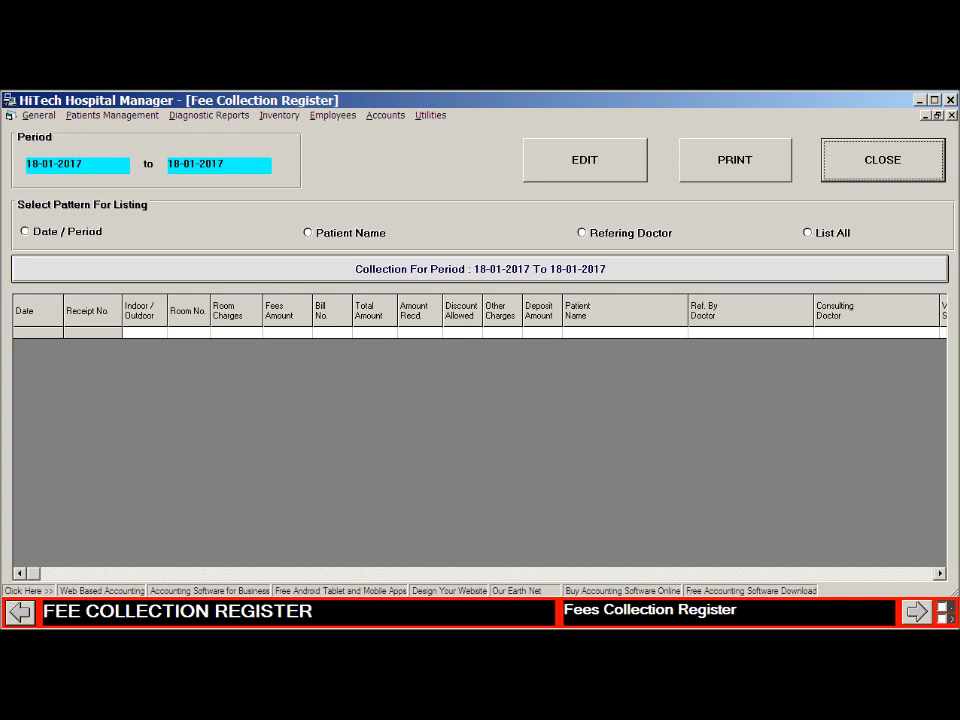 HiTech Hospital Manager - [Fee Collection Register]
General Patients Management Diagnostic Reports Inventory Employees Accounts Utilities
Period
18-01-2017 to 18-01-2017
EDIT PRINT CLOSE
Select Pattern For Listing
Date / Period Patient Name Refering Doctor List All
Collection For Period : 18-01-2017 To 18-01-2017
Date Receipt No. Indoor / Outdoor Room No. Room Charges Fees Amount Bill No. Total Amount Amount Recd. Discount Allowed Other Charges Deposit Amount Patient Name Ref. By Doctor Consulting Doctor
Click Here >> Web Based Accounting Accounting Software for Business Free Android Tablet and Mobile Apps Design Your Website Our Earth Net Buy Accounting Software Online Free Accounting Software Download
FEE COLLECTION REGISTER Fees Collection Register